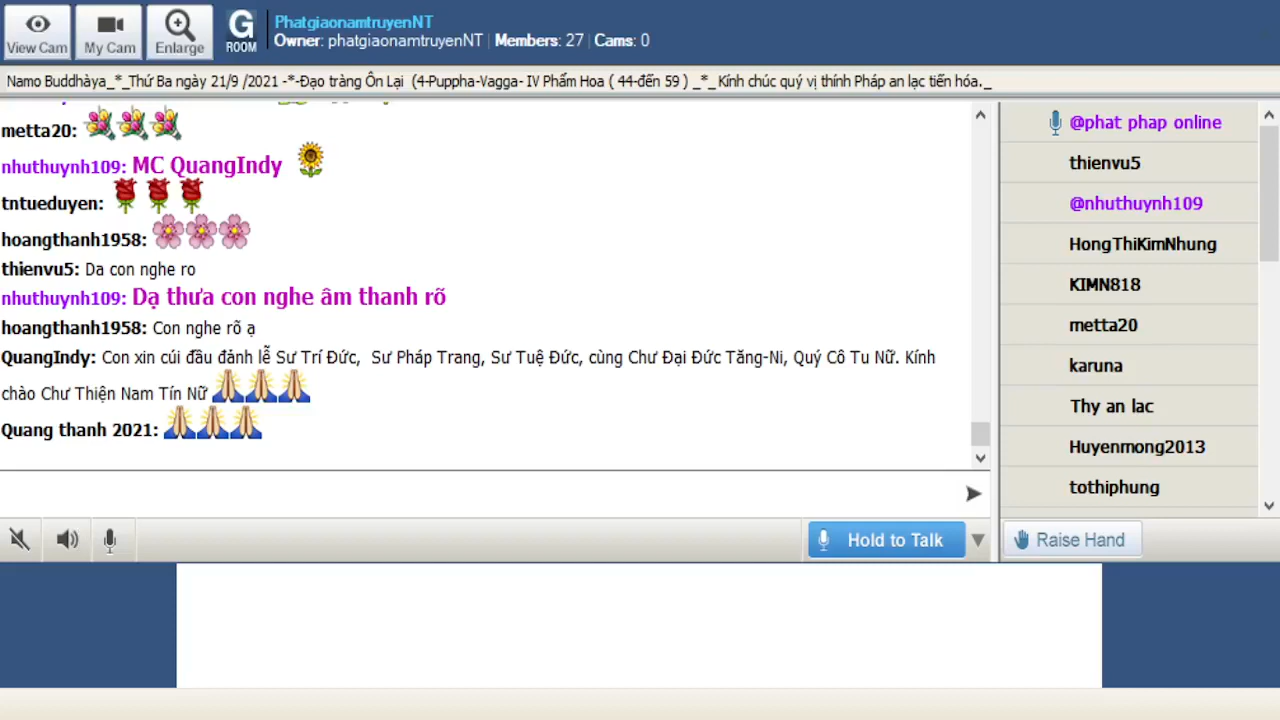 View Cam
My Cam
Enlarge
G
ROOM
PhatgiaonamtruyenNT
Owner: phatgiaonamtruyenNT | Members: 27 | Cams: 0
Namo Buddhàya_*_Thứ Ba ngày 21/9 /2021 -*-Đạo tràng Ôn Lại (4-Puppha-Vagga- IV Phẩm Hoa ( 44-đến 59 ) _*_Kính chúc quý vị thính Pháp an lạc tiến hóa._
metta20:
nhuthuynh109: MC QuangIndy
tntueduyen:
hoangthanh1958:
thienvu5: Da con nghe ro
nhuthuynh109: Dạ thưa con nghe âm thanh rõ
hoangthanh1958: Con nghe rõ ạ
QuangIndy: Con xin cúi đầu đánh lễ Sư Trí Đức, Sư Pháp Trang, Sư Tuệ Đức, cùng Chư Đại Đức Tăng-Ni, Quý Cô Tu Nữ. Kính
chào Chư Thiện Nam Tín Nữ
Quang thanh 2021:
@phat phap online
thienvu5
@nhuthuynh109
HongThiKimNhung
KIMN818
metta20
karuna
Thy an lac
Huyenmong2013
tothiphung
Hold to Talk
Raise Hand